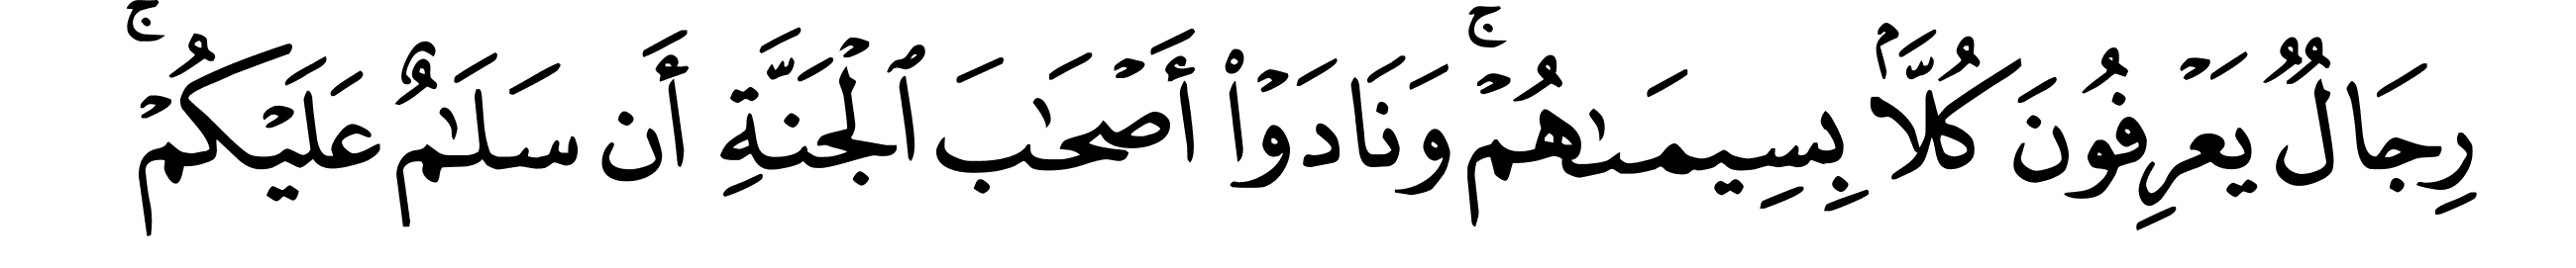 رِجَالٌ يَعْرِفُونَ كُلَّۢا بِسِيمَىٰهُمْ ۚ وَنَادَوْا۟ أَصْحَـٰبَ ٱلْجَنَّةِ أَن سَلَـٰمٌ عَلَيْكُمْ ۚ